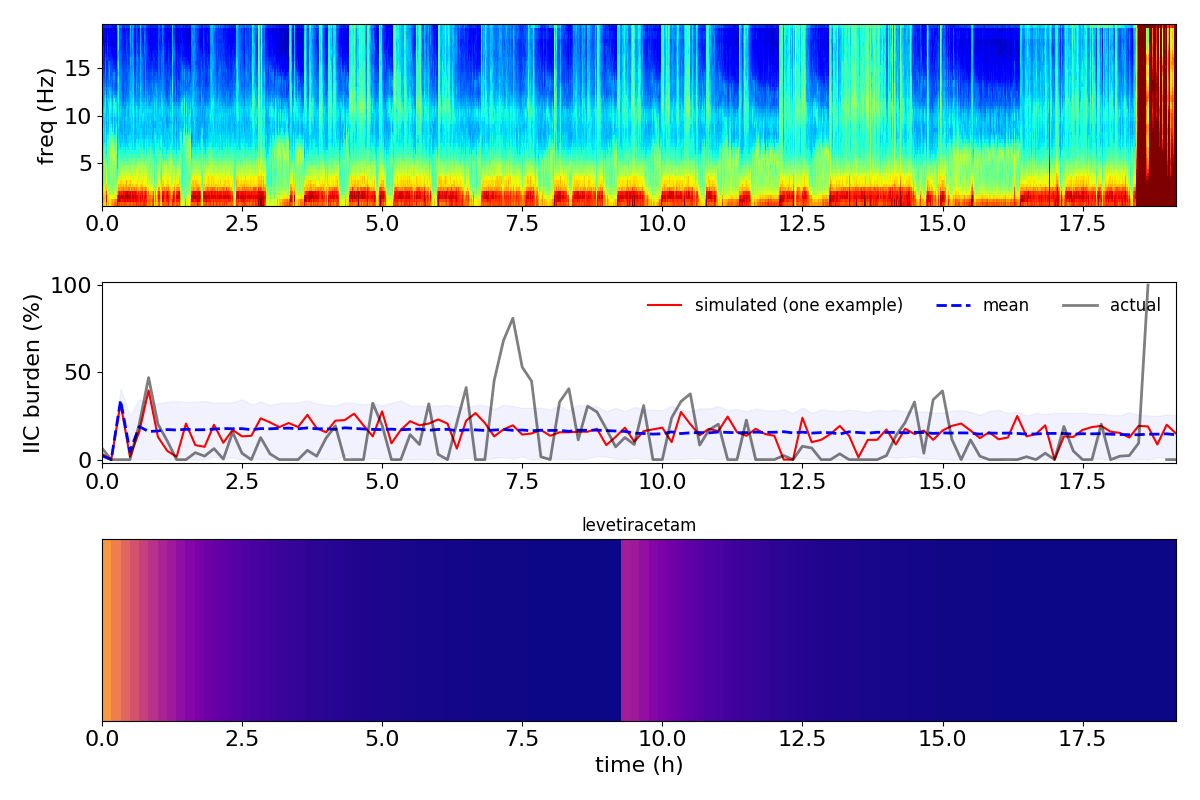 freq (Hz)
15
10
5
0.0 2.5 5.0 7.5 10.0 12.5 15.0 17.5
IIC burden (%)
100
50
0
simulated (one example) mean actual
0.0 2.5 5.0 7.5 10.0 12.5 15.0 17.5
levetiracetam
0.0 2.5 5.0 7.5 10.0 12.5 15.0 17.5
time (h)